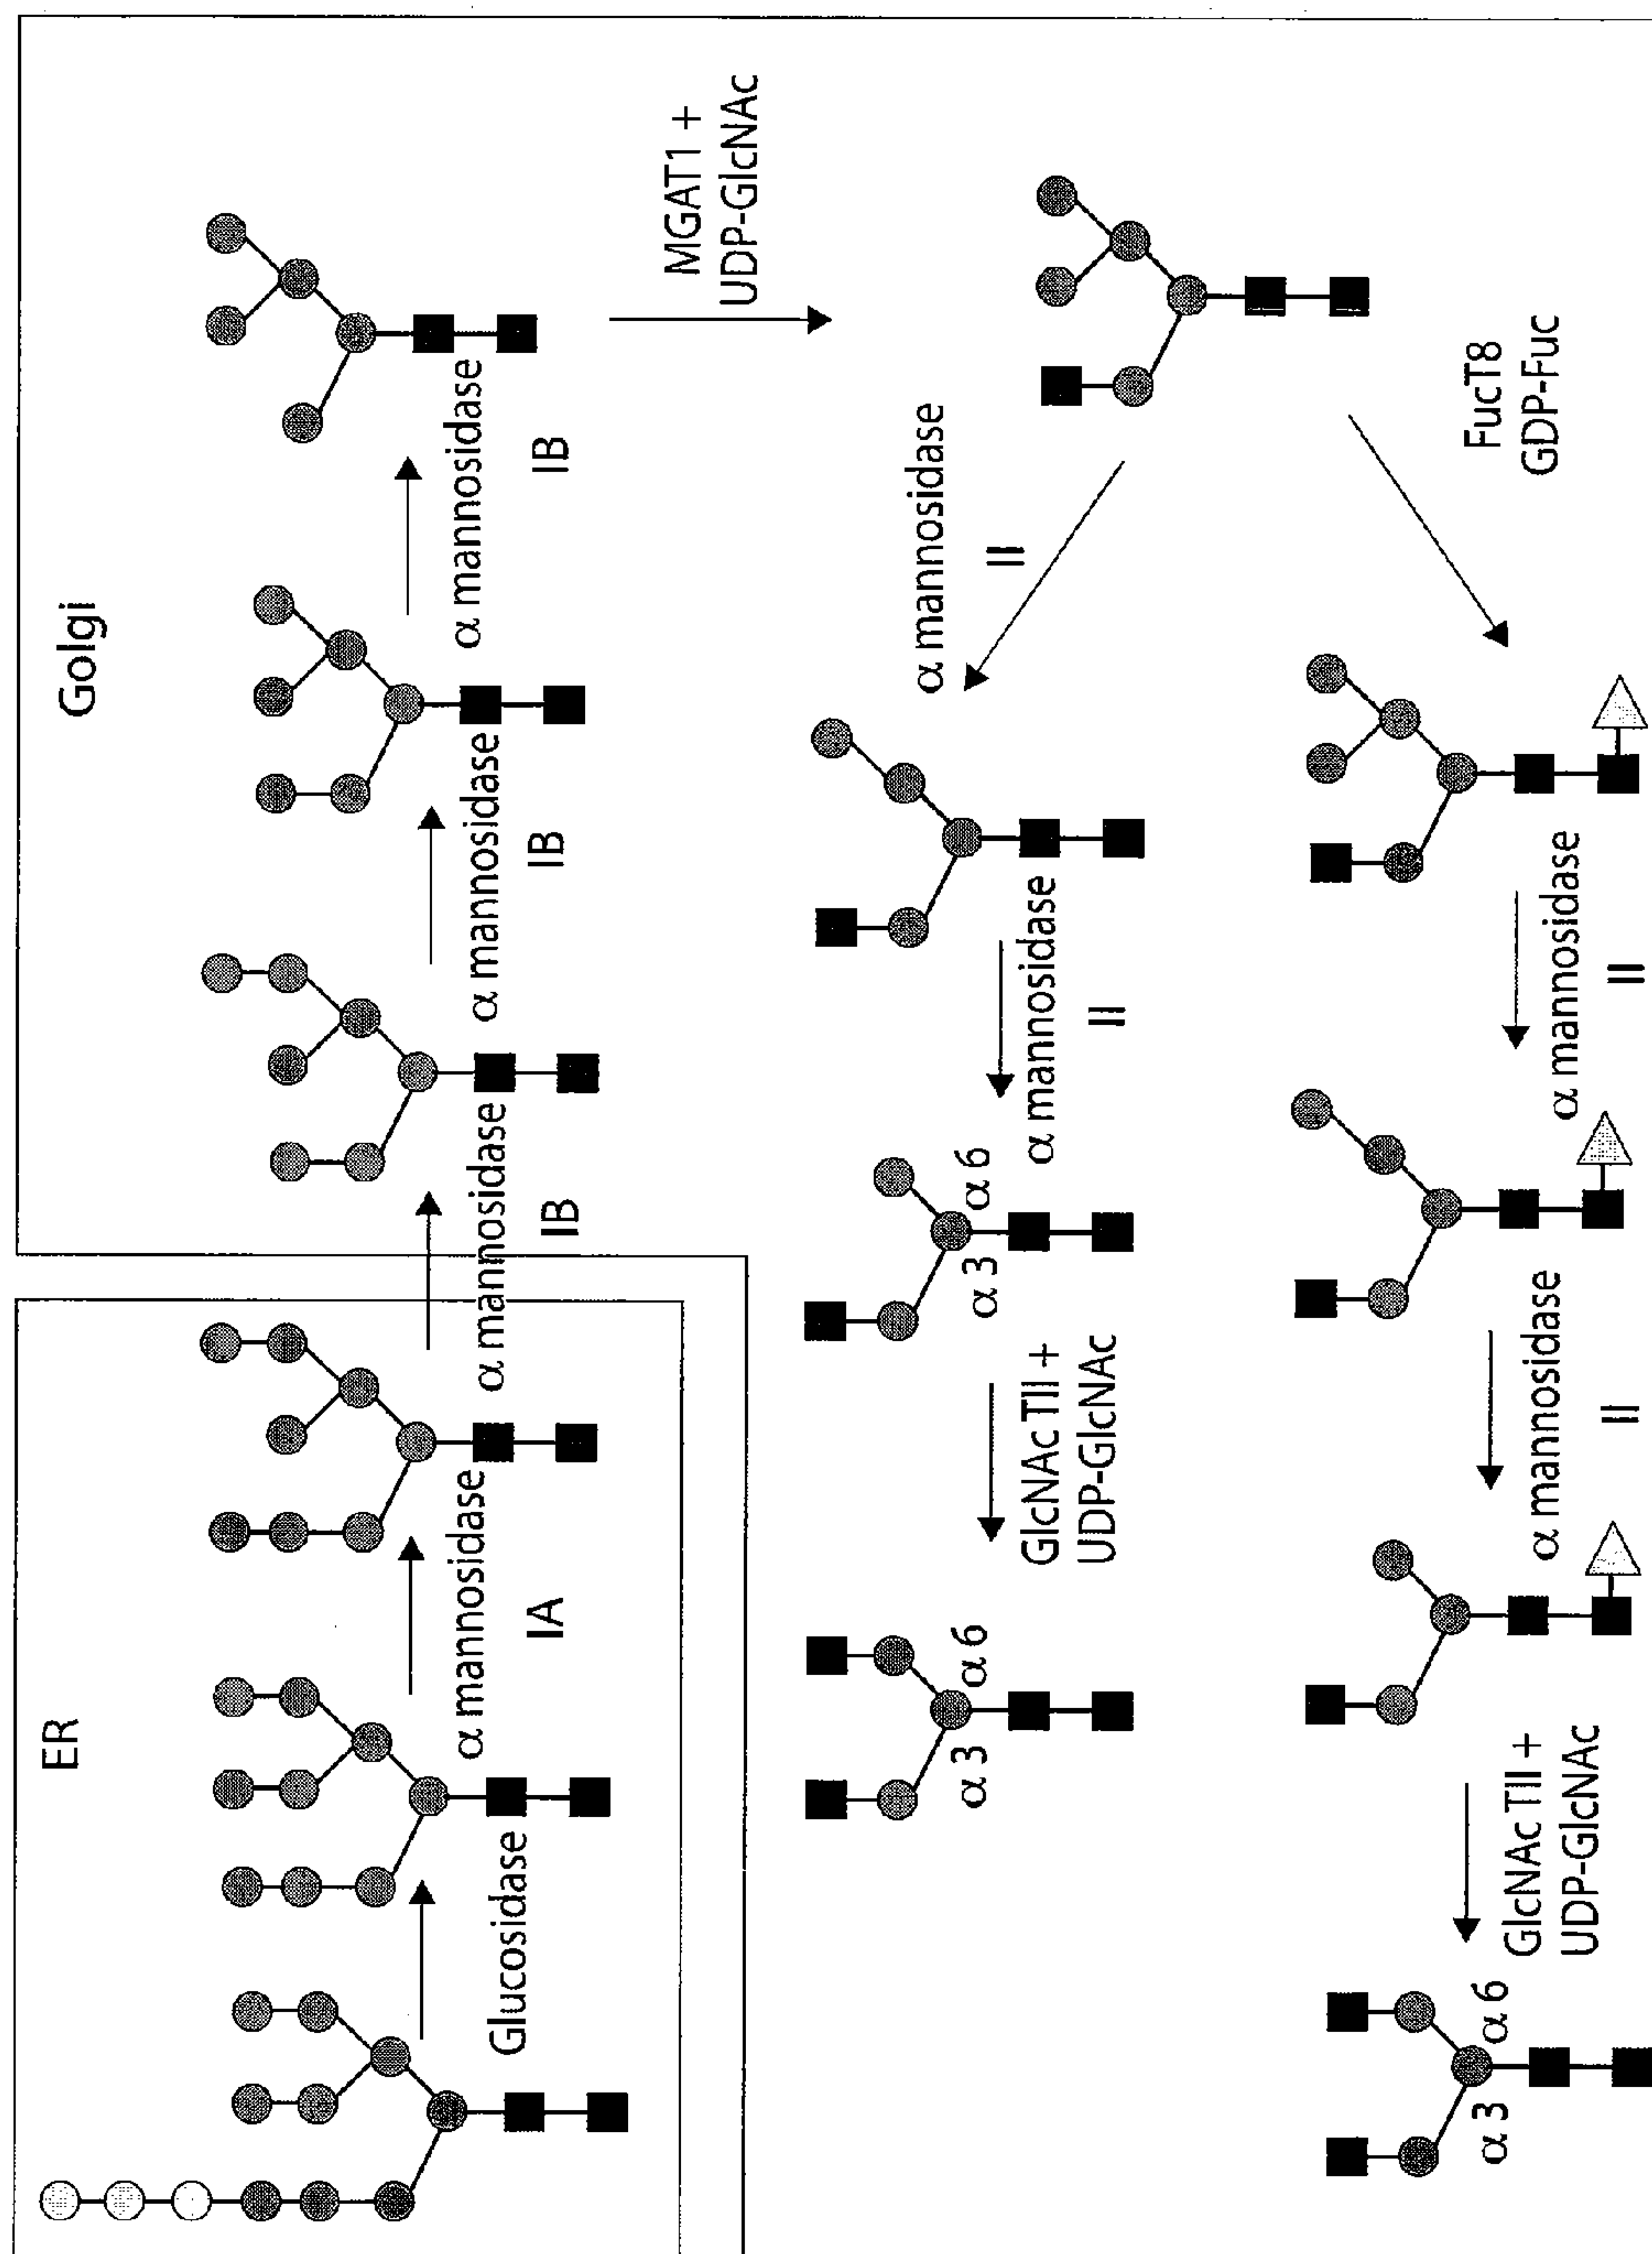 ER
Golgi
Glucosidase
α mannosidase
IA
α mannosidase
IB
α mannosidase
IB
α mannosidase
IB
MGAT1 +
UDP-GlcNAc
α mannosidase
II
α mannosidase
II
α 3
α 6
GlcNAc TII +
UDP-GlcNAc
α 3
α 6
FucT8
GDP-Fuc
α mannosidase
II
α mannosidase
II
GlcNAc TII +
UDP-GlcNAc
α 3
α 6